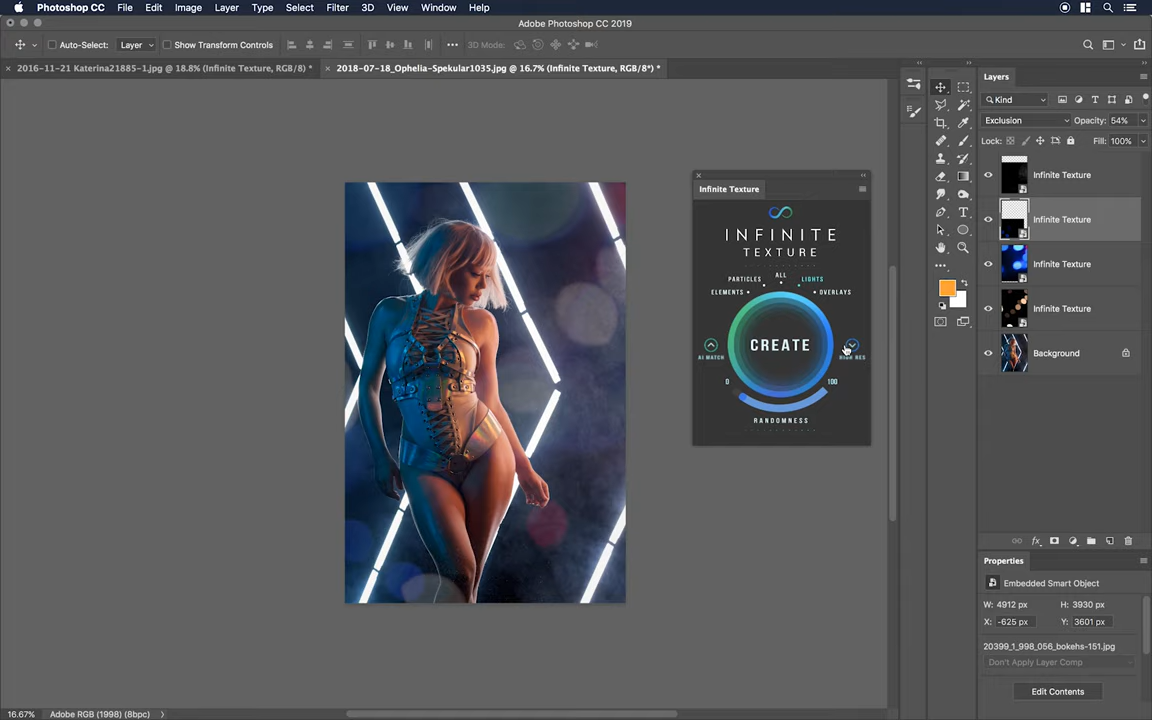 Photoshop CC File Edit Image Layer Type Select Filter 3D View Window Help
Adobe Photoshop CC 2019
Auto-Select: Layer Show Transform Controls 3D Mode:
× 2016-11-21 Katerina21885-1.jpg @ 18.8% (Infinite Texture, RGB/8) * × 2018-07-18_Ophelia-Spekular1035.jpg @ 16.7% (Infinite Texture, RGB/8*) *
Layers
Kind
Exclusion Opacity: 54%
Lock: Fill: 100%
Infinite Texture
Infinite Texture
Infinite Texture
Infinite Texture
Background
Infinite Texture
INFINITE
TEXTURE
ALL
PARTICLES LIGHTS
ELEMENTS OVERLAYS
CREATE
AI MATCH HIGH RES
0 100
RANDOMNESS
fx
Properties
Embedded Smart Object
W: 4912 px H: 3930 px
X: -625 px Y: 3601 px
20399_1_998_056_bokehs-151.jpg
Don't Apply Layer Comp
Edit Contents
16.67% Adobe RGB (1998) (8bpc)